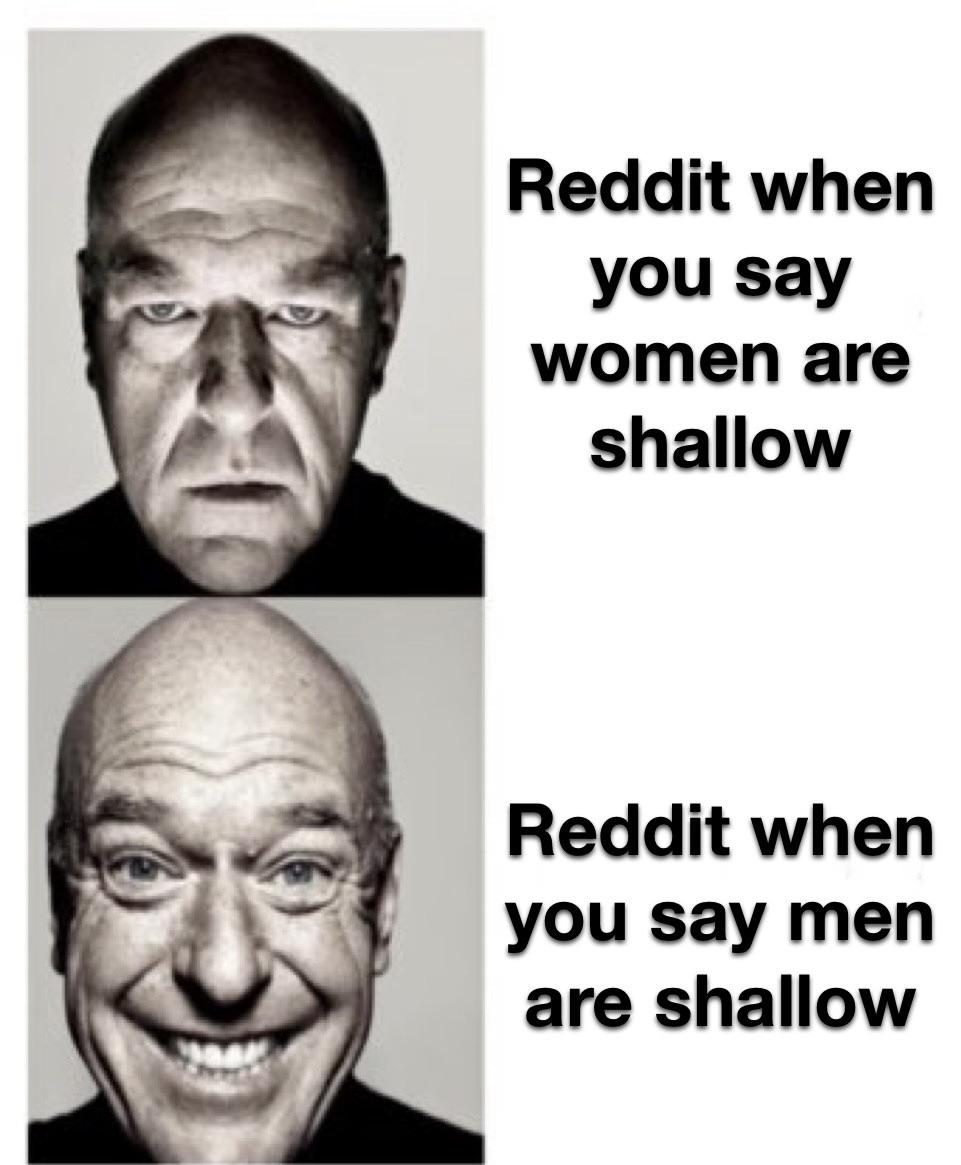 Reddit when
you say
women are
shallow
Reddit when
you say men
are shallow